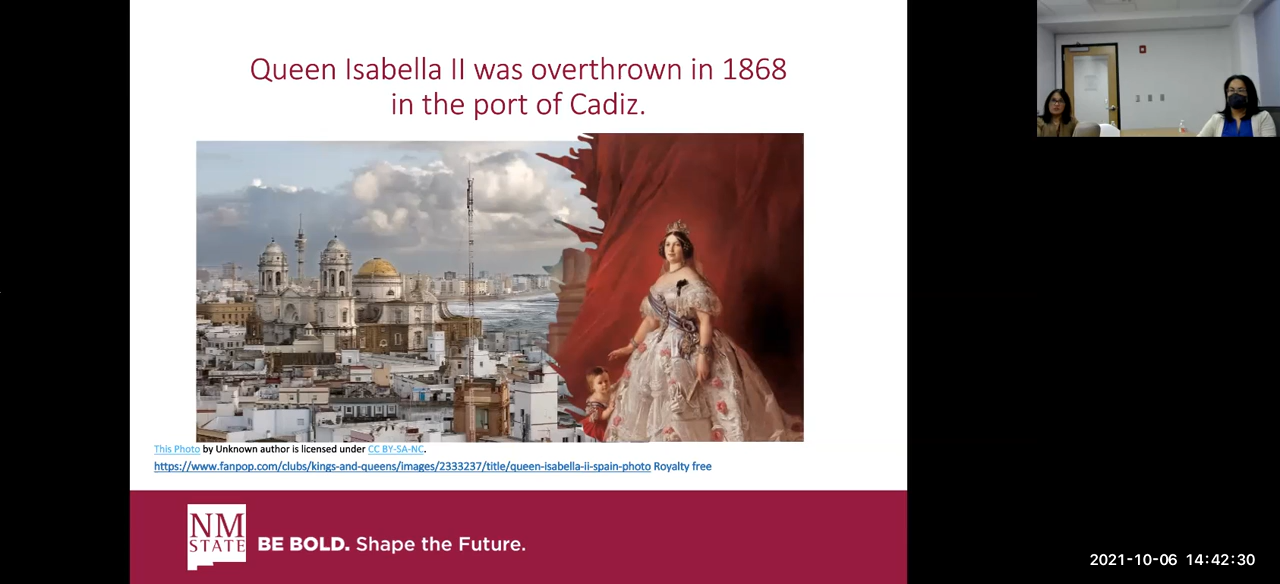 Queen Isabella II was overthrown in 1868
in the port of Cadiz.
This Photo by Unknown author is licensed under CC BY-SA-NC.
https://www.fanpop.com/clubs/kings-and-queens/images/2333237/title/queen-isabella-ii-spain-photo Royalty free
NM
STATE
BE BOLD. Shape the Future.
2021-10-06 14:42:30